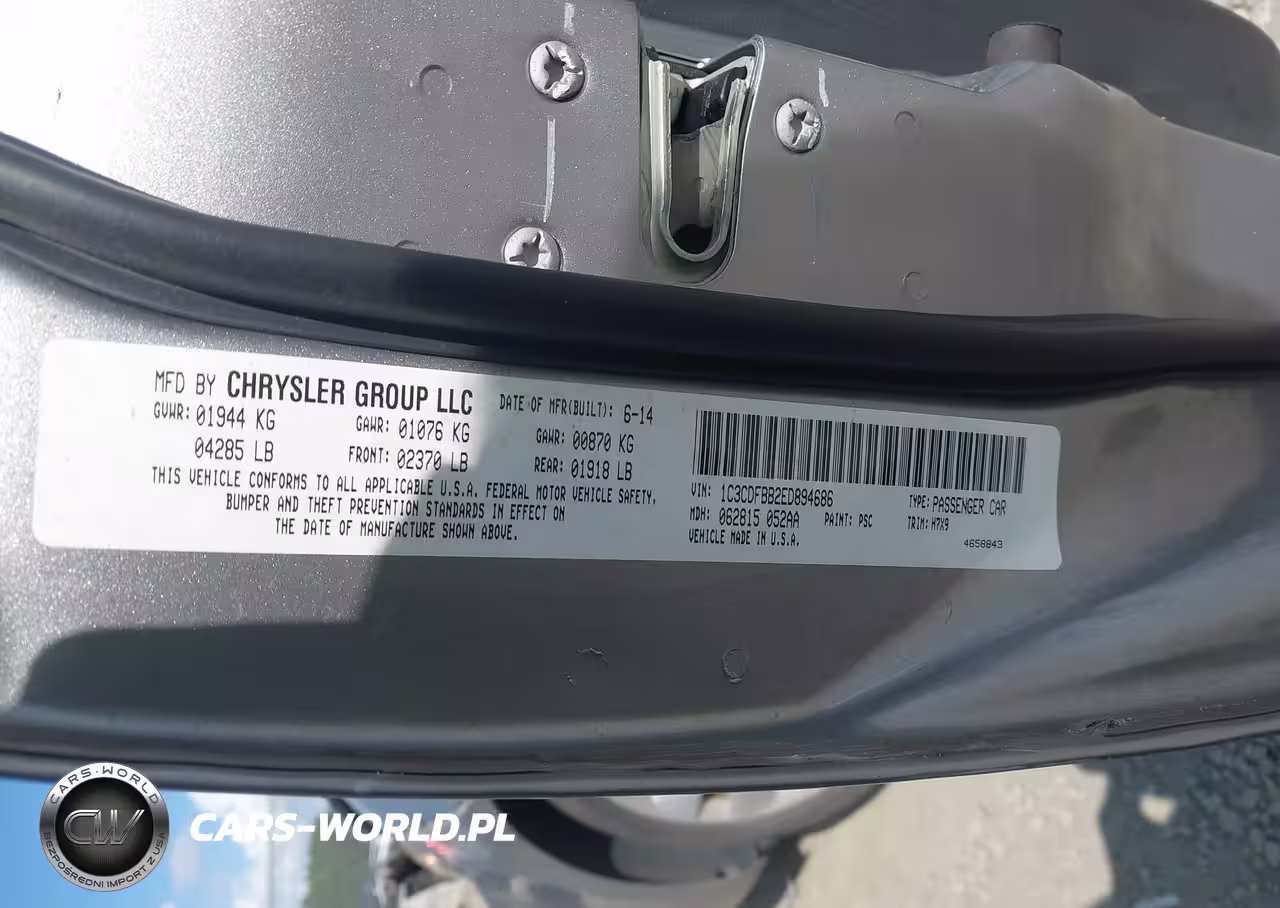 MFD BY CHRYSLER GROUP LLC
DATE OF MFR(BUILT): 6-14
GVWR: 01944 KG
GAWR: 01076 KG
GAWR: 00870 KG
04285 LB
FRONT: 02370 LB
REAR: 01918 LB
THIS VEHICLE CONFORMS TO ALL APPLICABLE U.S.A. FEDERAL MOTOR VEHICLE SAFETY,
BUMPER AND THEFT PREVENTION STANDARDS IN EFFECT ON
THE DATE OF MANUFACTURE SHOWN ABOVE.
VIN: 1C3CDFBB2ED894686
TYPE: PASSENGER CAR
MDH: 062815 052AA
PAINT: PSC
TRIM: H7X9
VEHICLE MADE IN U.S.A.
4658843
CARS-WORLD
CW
BEZPOŚREDNI IMPORT Z USA
CARS-WORLD.PL